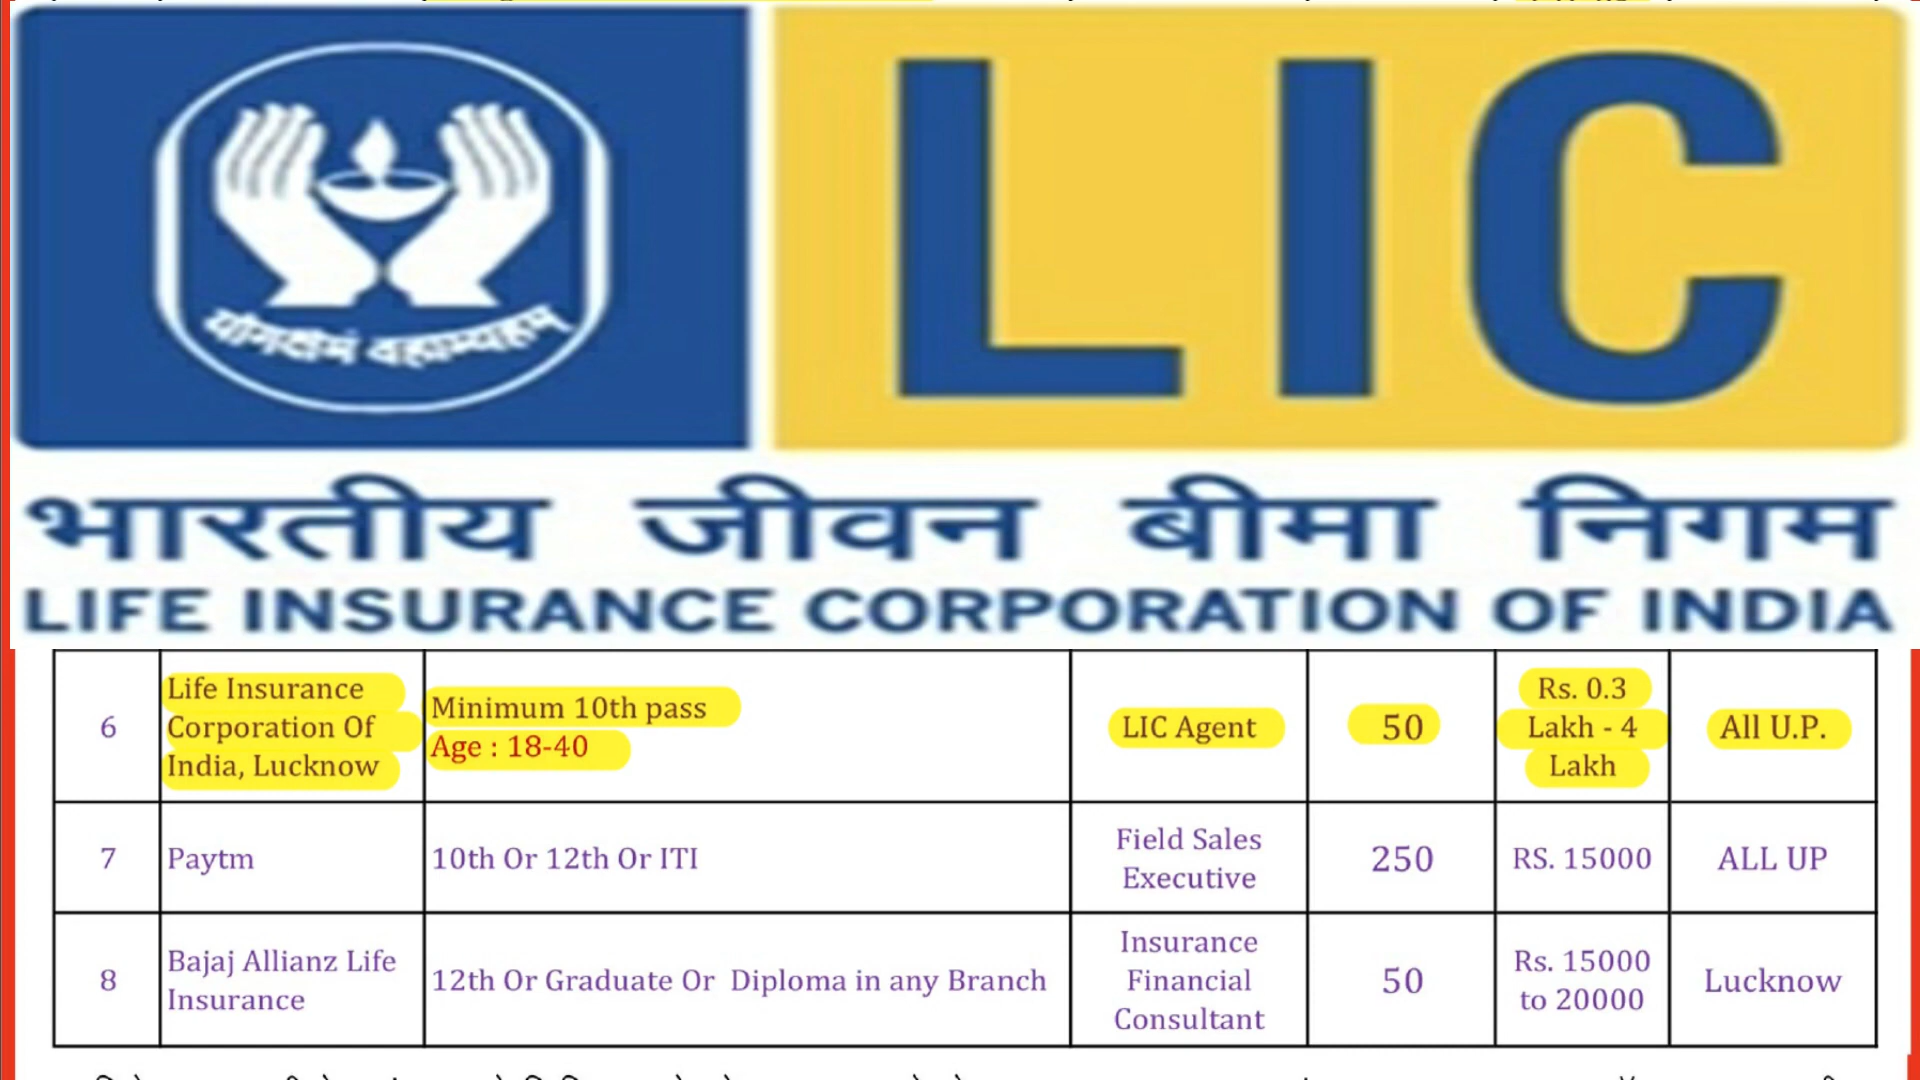 योगक्षेमं वहाम्यहम्
LIC
भारतीय जीवन बीमा निगम
LIFE INSURANCE CORPORATION OF INDIA
6
Life Insurance
Corporation Of
India, Lucknow
Minimum 10th pass
Age : 18-40
LIC Agent
50
Rs. 0.3
Lakh - 4
Lakh
All U.P.
7
Paytm
10th Or 12th Or ITI
Field Sales
Executive
250
RS. 15000
ALL UP
8
Bajaj Allianz Life
Insurance
12th Or Graduate Or  Diploma in any Branch
Insurance
Financial
Consultant
50
Rs. 15000
to 20000
Lucknow